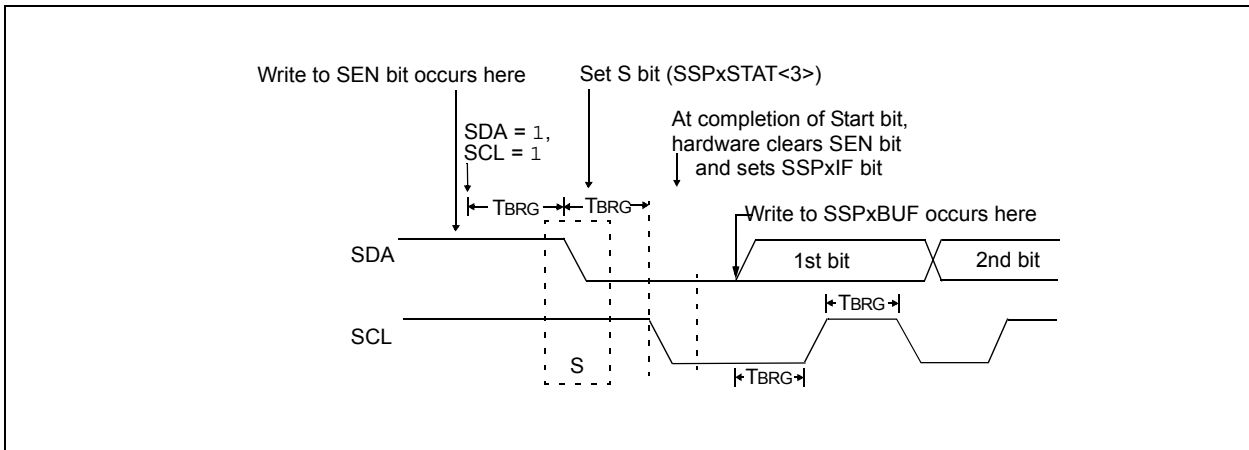 Write to SEN bit occurs here
Set S bit (SSPxSTAT<3>)
SDA = 1,
SCL = 1
At completion of Start bit,
hardware clears SEN bit
and sets SSPxIF bit
TBRG
TBRG
Write to SSPxBUF occurs here
SDA
1st bit
2nd bit
TBRG
SCL
S
TBRG